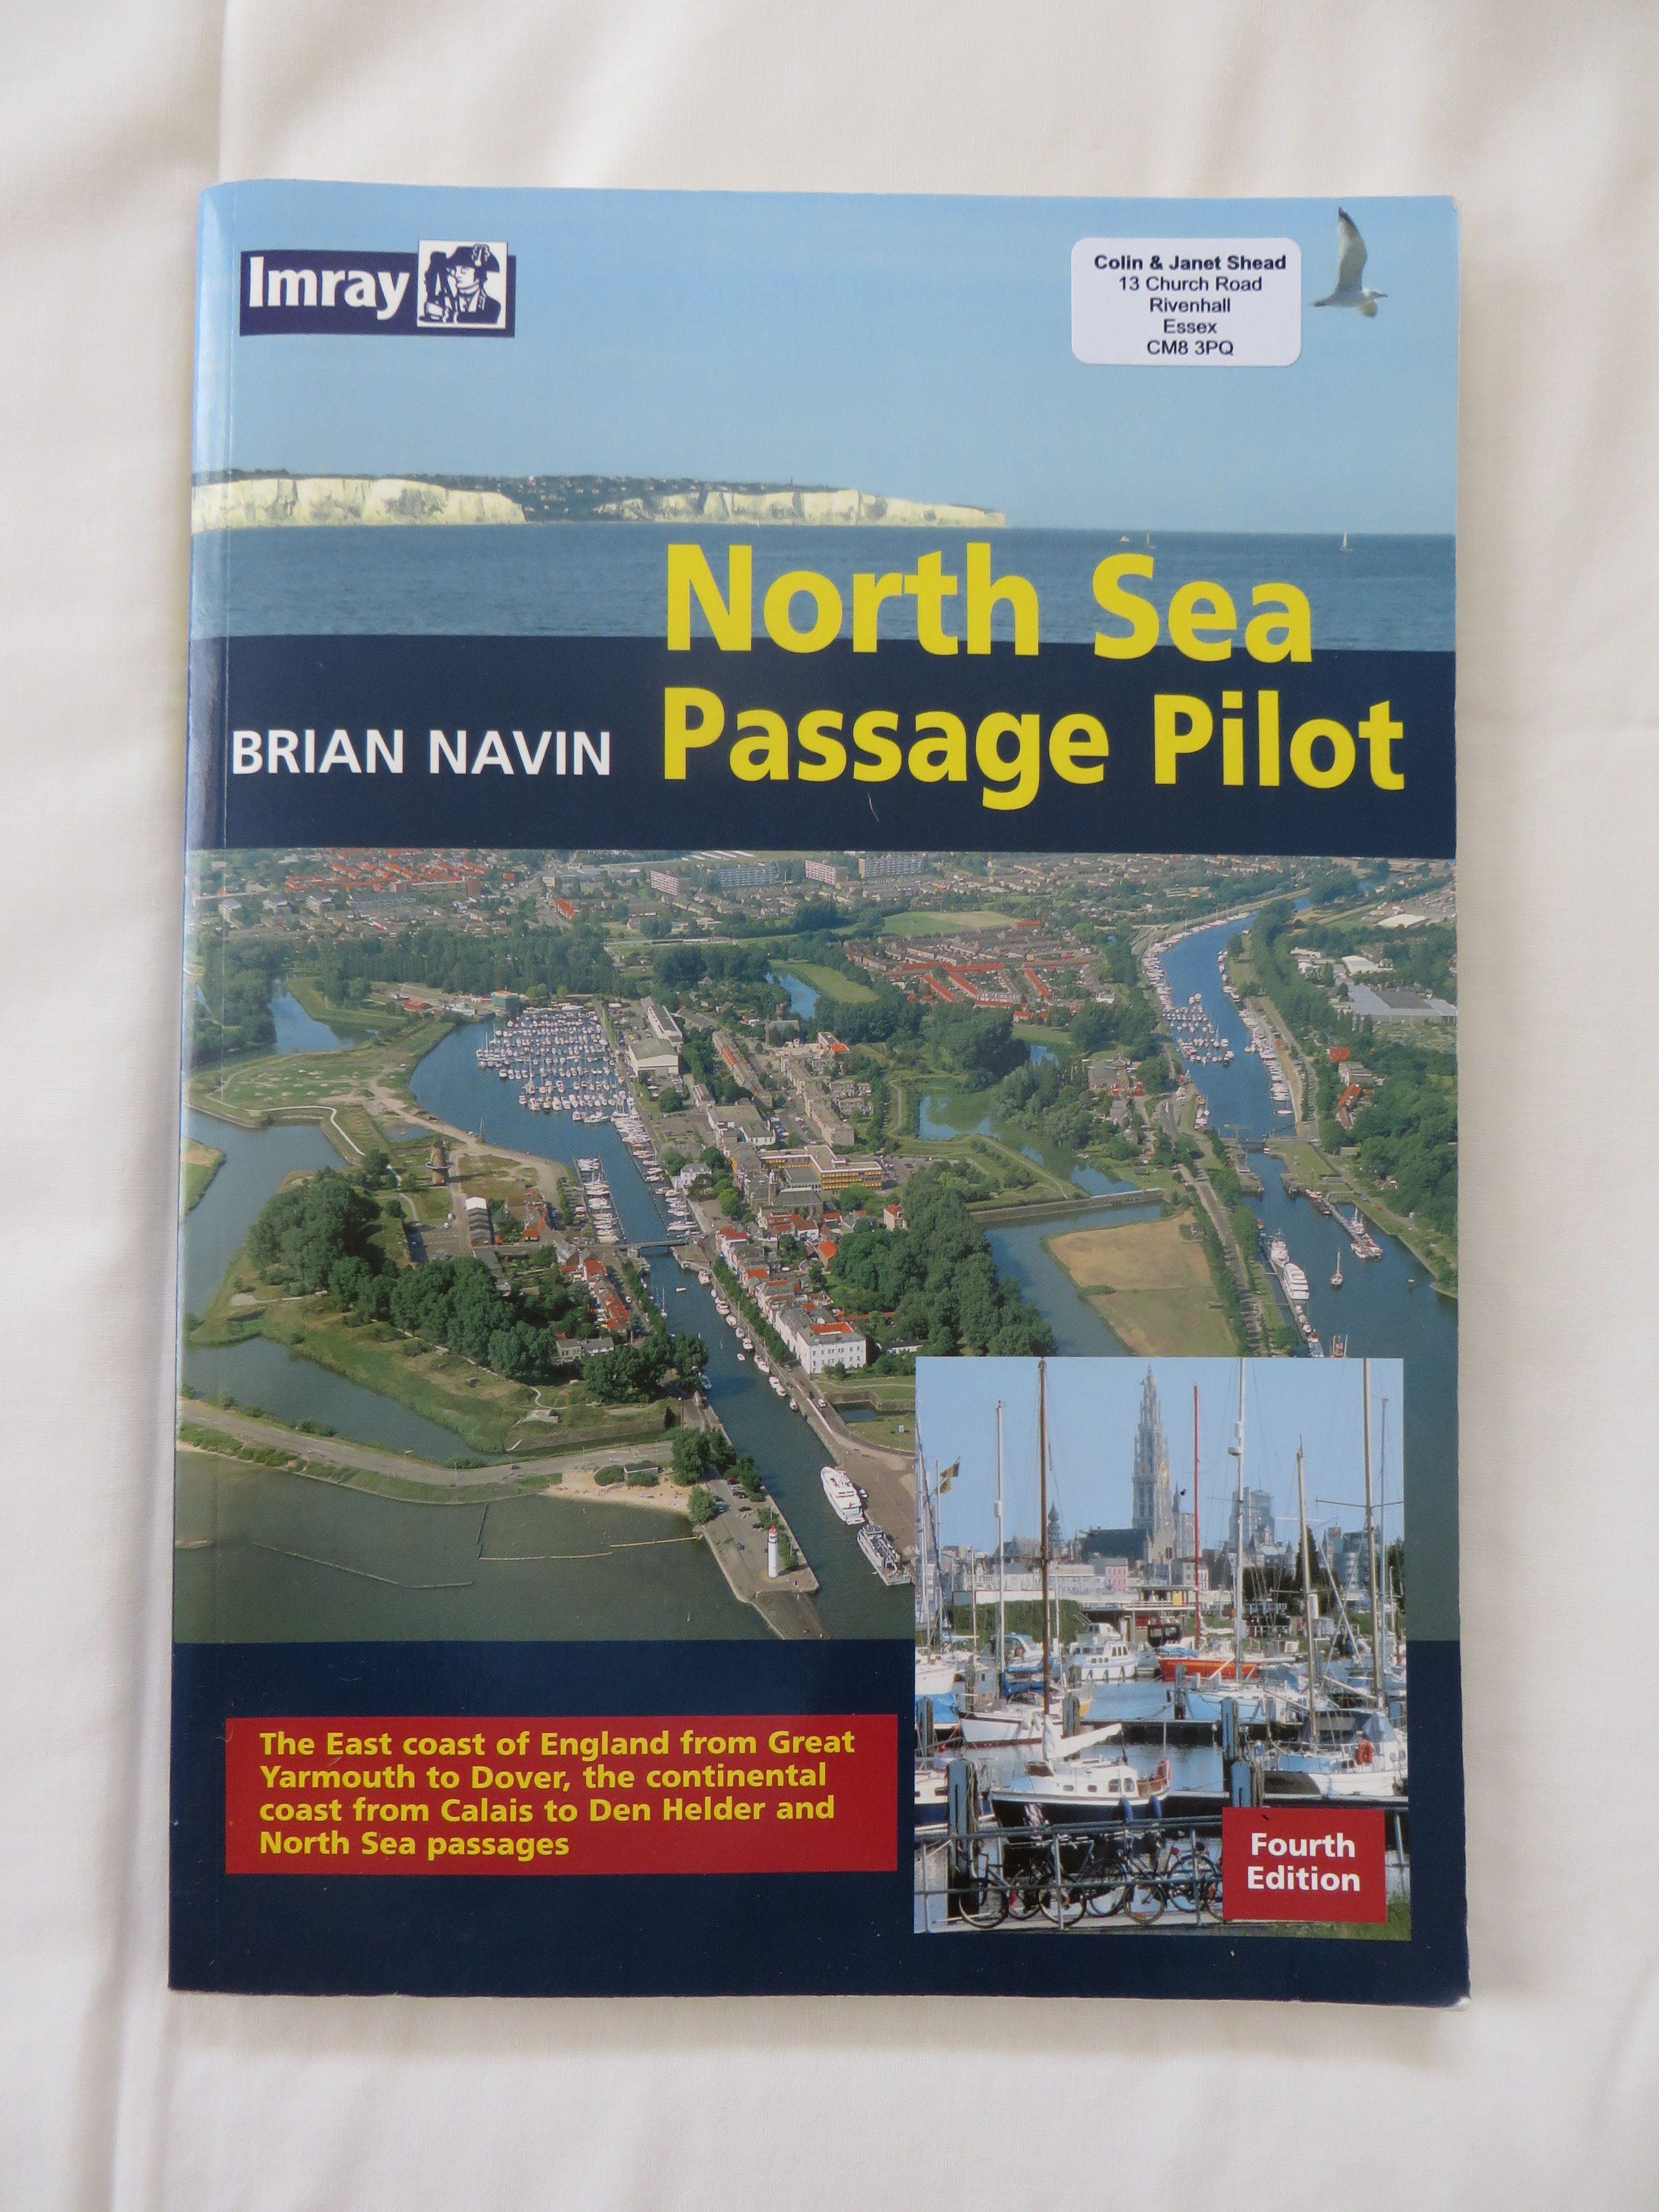 Imray
Colin & Janet Shead
13 Church Road
Rivenhall
Essex
CM8 3PQ
North Sea
Passage Pilot
BRIAN NAVIN
The East coast of England from Great
Yarmouth to Dover, the continental
coast from Calais to Den Helder and
North Sea passages
Fourth
Edition